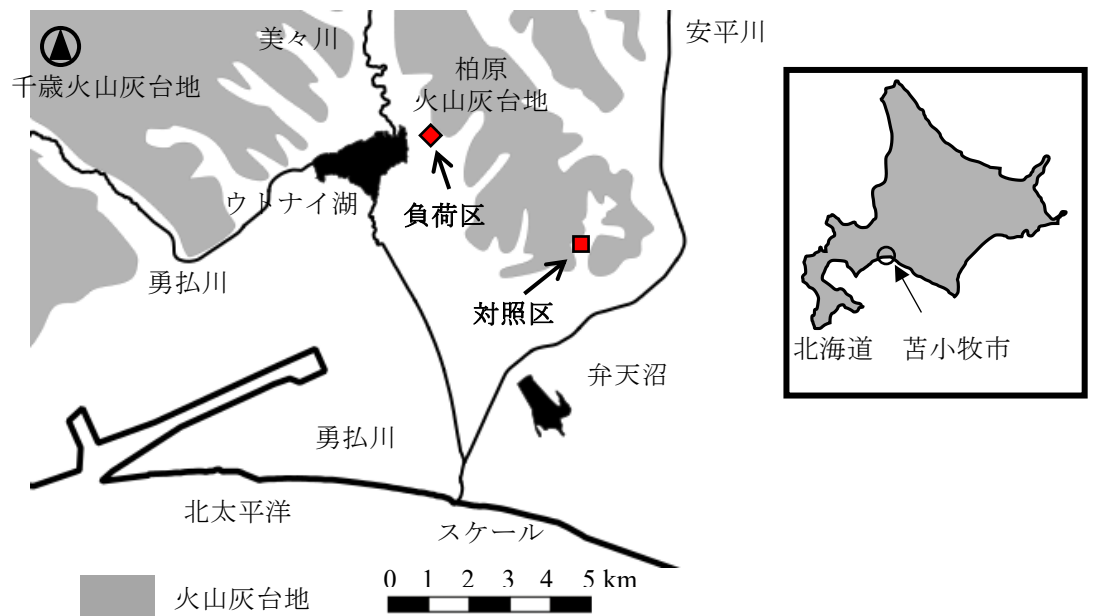 美々川
安平川
千歳火山灰台地
柏原
火山灰台地
ウトナイ湖
負荷区
勇払川
対照区
弁天沼
勇払川
北太平洋
スケール
火山灰台地
0 1 2 3 4 5 km
北海道 苫小牧市